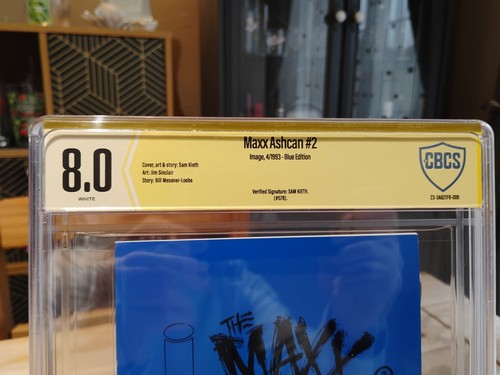 Maxx Ashcan #2
Image, 4/1993 - Blue Edition
8.0
WHITE
Cover, art & story: Sam Kieth
Art: Jim Sinclair
Story: Bill Messner-Loebs
Verified Signature: SAM KIETH.
(#578).
CBCS
THE
MAXX